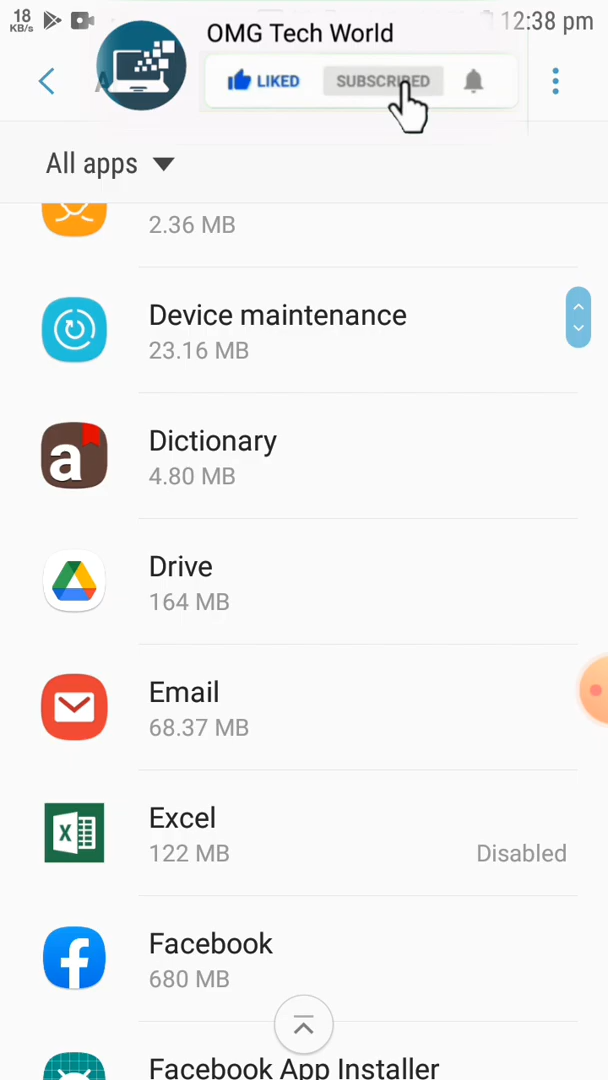 18
KB/s
12:38 pm
OMG Tech World
LIKED
SUBSCRIBED
All apps
2.36 MB
Device maintenance
23.16 MB
a
Dictionary
4.80 MB
Drive
164 MB
Email
68.37 MB
X
Excel
122 MB
Disabled
f
Facebook
680 MB
Facebook App Installer